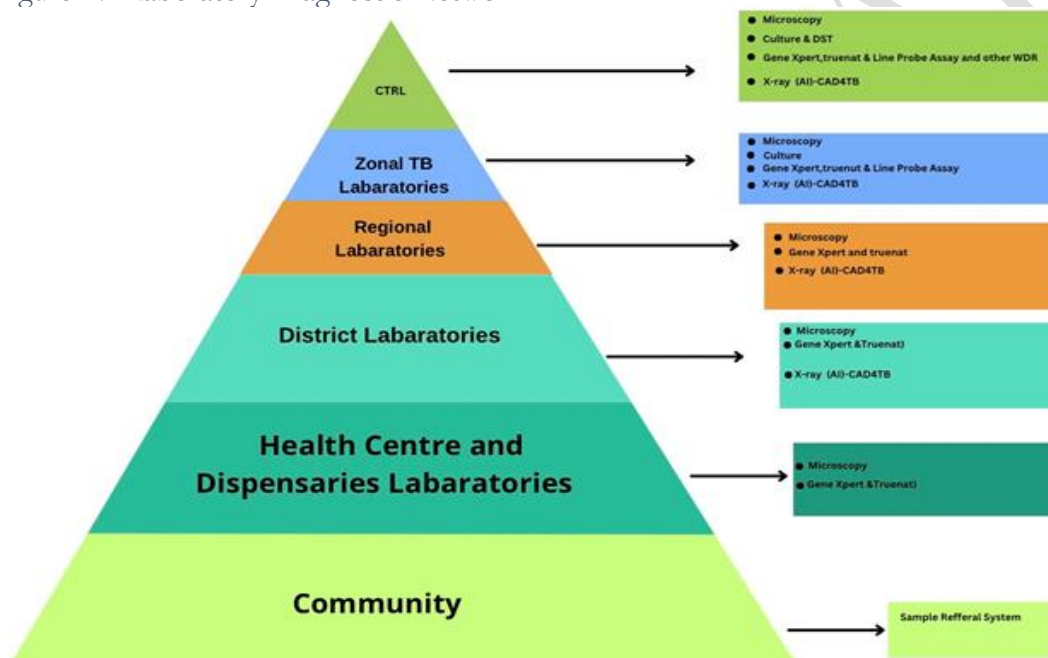 CTRL
Zonal TB
Labaratories
Regional
Labaratories
District Labaratories
Health Centre and
Dispensaries Labaratories
Community
● Microscopy
● Culture & DST
● Gene Xpert,truenat & Line Probe Assay and other WDR
● X-ray (AI)-CAD4TB
● Microscopy
● Culture
● Gene Xpert,truenut & Line Probe Assay
● X-ray (AI)-CAD4TB
● Microscopy
● Gene Xpert and truenat
● X-ray (AI)-CAD4TB
● Microscopy
● Gene Xpert &Truenat)
● X-ray (AI)-CAD4TB
● Microscopy
● Gene Xpert &Truenat)
Sample Refferal System